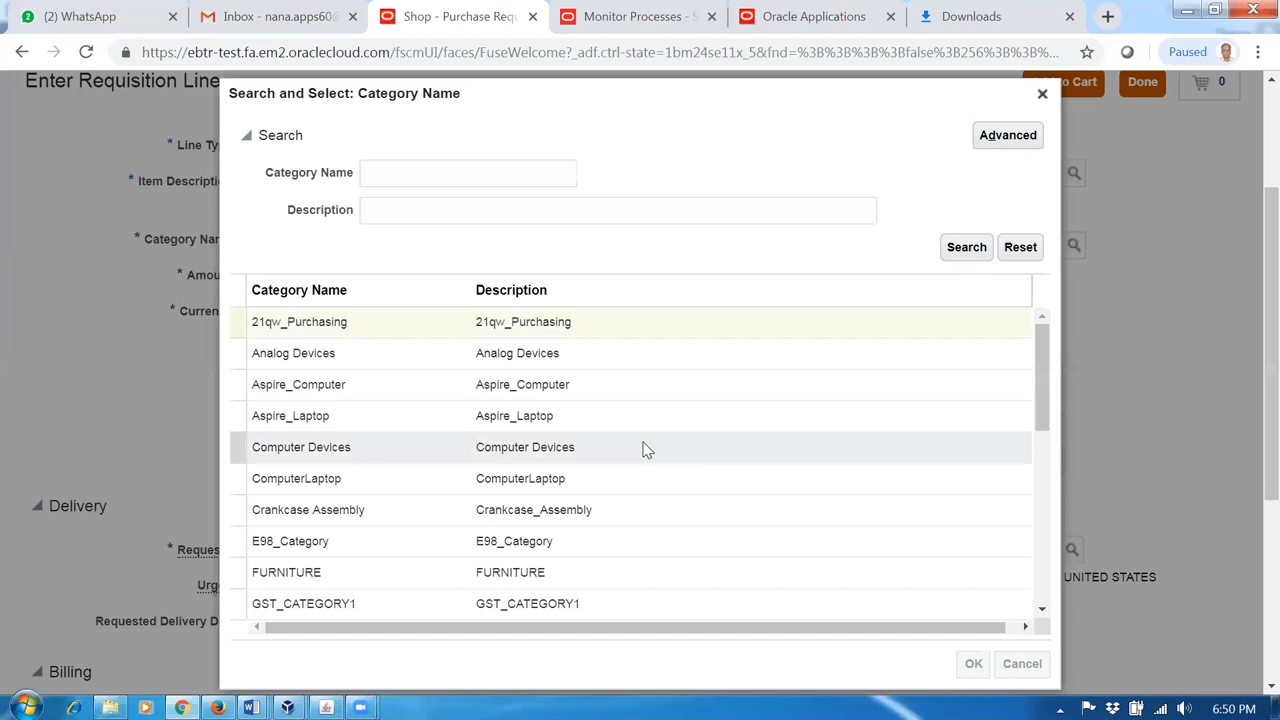 (2) WhatsApp
Inbox - nana.apps60@
Shop - Purchase Requ
Monitor Processes - S
Oracle Applications
Downloads
https://ebtr-test.fa.em2.oraclecloud.com/fscmUI/faces/FuseWelcome?_adf.ctrl-state=1bm24se11x_5&fnd=%3B%3B%3B%3Bfalse%3B256%3B%3B%...
Paused
Enter Requisition Line
o Cart
Done
0
Search and Select: Category Name
Search
Advanced
* Line Ty
Category Name
* Item Descripti
Description
* Category Na
Search Reset
* Amou
* Curren
Category Name Description
21qw_Purchasing 21qw_Purchasing
Analog Devices Analog Devices
Aspire_Computer Aspire_Computer
Aspire_Laptop Aspire_Laptop
Computer Devices Computer Devices
ComputerLaptop ComputerLaptop
Crankcase Assembly Crankcase_Assembly
E98_Category E98_Category
FURNITURE FURNITURE
GST_CATEGORY1 GST_CATEGORY1
Delivery
* Reques
Urg
UNITED STATES
Requested Delivery D
OK Cancel
Billing
6:50 PM